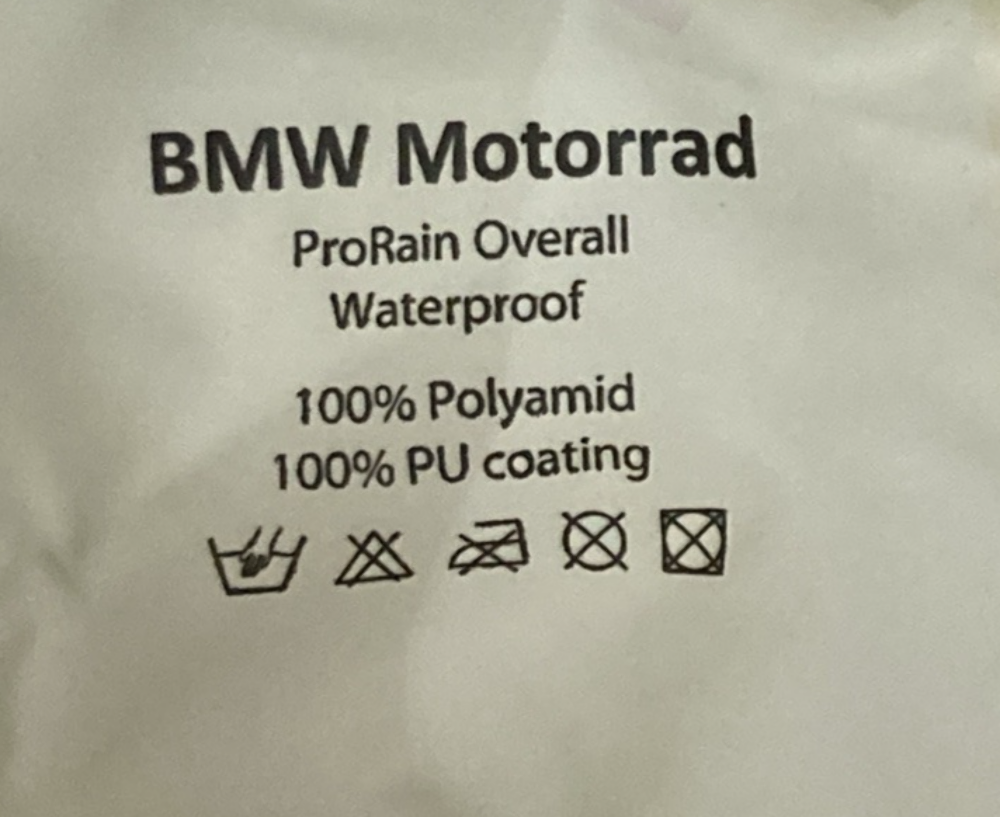 BMW Motorrad
ProRain Overall
Waterproof
100% Polyamid
100% PU coating